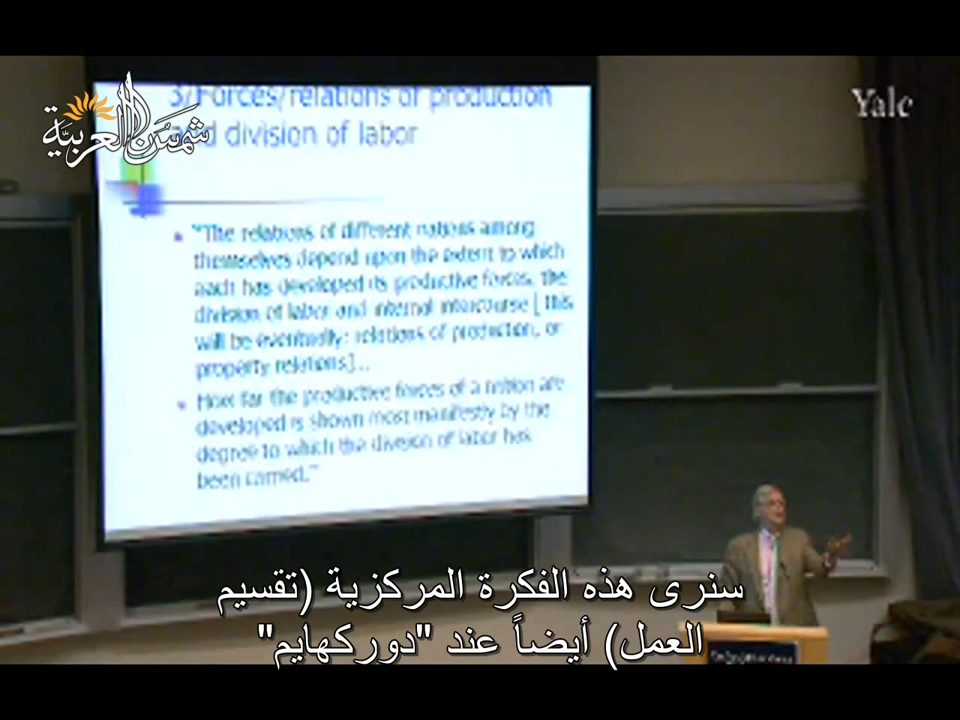 شمس العربية
Yale
3/Forces/relations of production
and division of labor
"The relations of different nations among
themselves depend upon the extent to which
each has developed its productive forces, the
division of labor and internal intercourse [ this
will be eventually: relations of production, or
property relations]...
How far the productive forces of a nation are
developed is shown most manifestly by the
degree to which the division of labor has
been carried."
سنرى هذه الفكرة المركزية (تقسيم
العمل) أيضاً عند "دوركهايم"